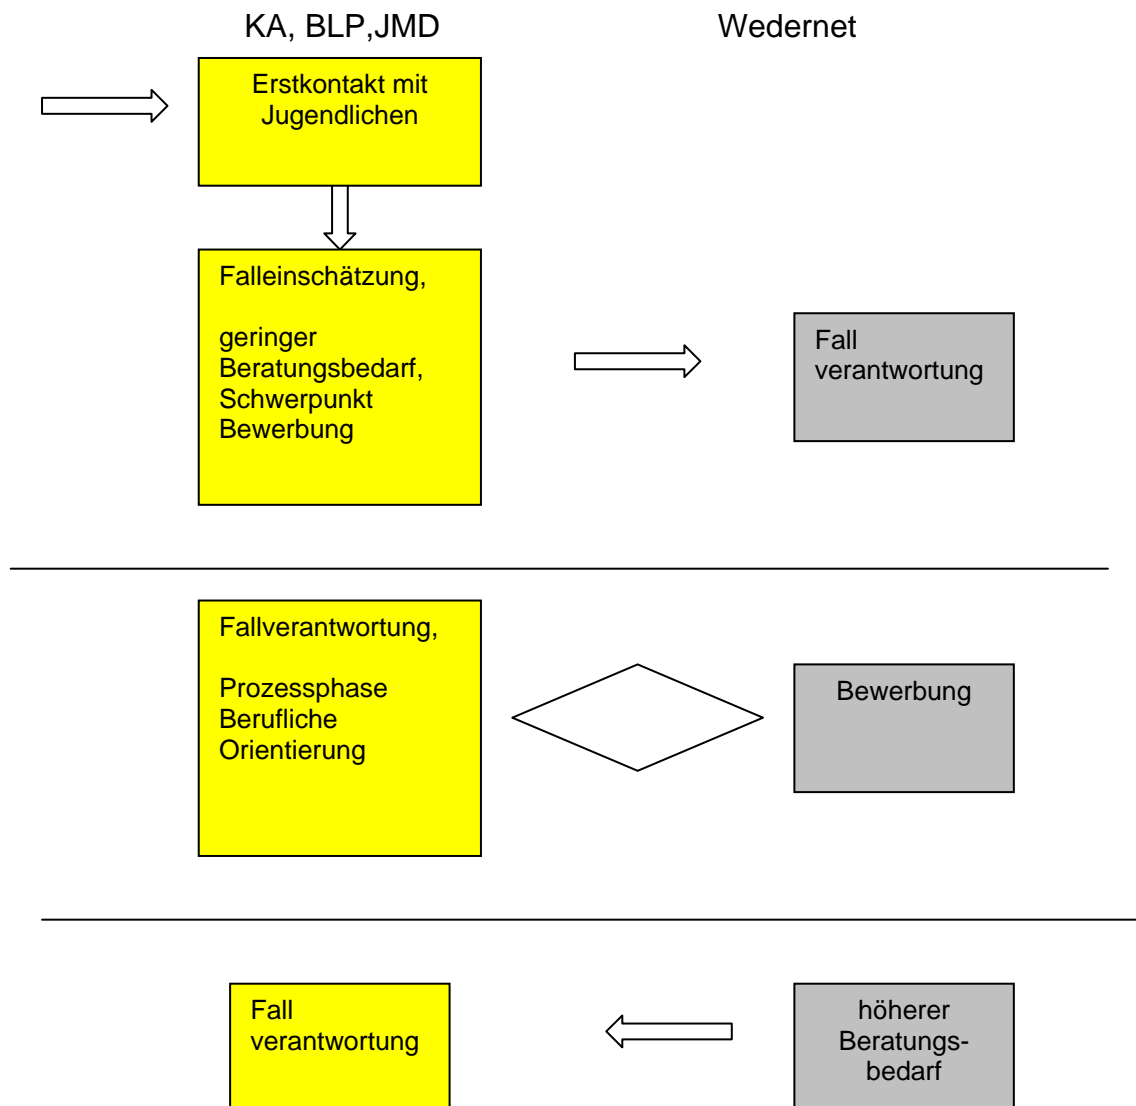 KA, BLP,JMD
Wedernet
Erstkontakt mit
Jugendlichen
Falleinschätzung,
geringer
Beratungsbedarf,
Schwerpunkt
Bewerbung
Fall
verantwortung
Fallverantwortung,
Prozessphase
Berufliche
Orientierung
Bewerbung
Fall
verantwortung
höherer
Beratungs-
bedarf